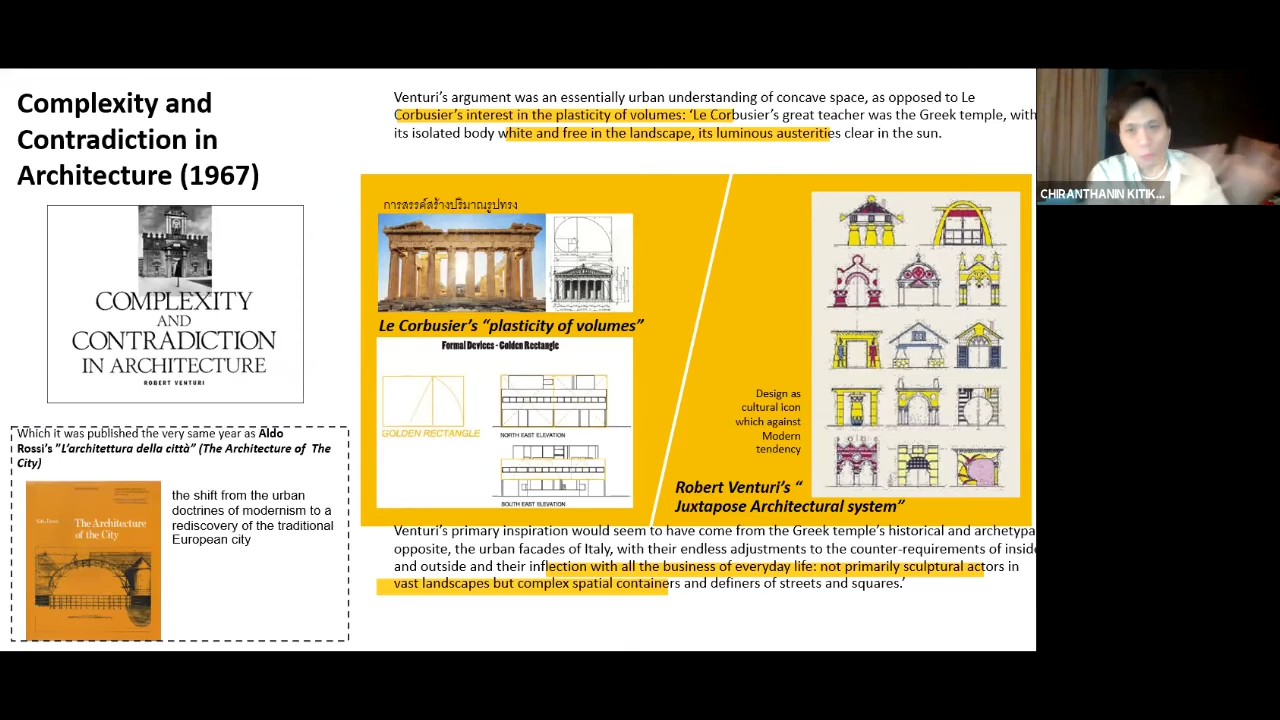 Complexity and
Contradiction in
Architecture (1967)
COMPLEXITY
AND
CONTRADICTION
IN ARCHITECTURE
ROBERT VENTURI
Which it was published the very same year as Aldo
Rossi's "L'architettura della città" (The Architecture of The
City)
The Architecture
of the City
the shift from the urban
doctrines of modernism to a
rediscovery of the traditional
European city
Venturi's argument was an essentially urban understanding of concave space, as opposed to Le
Corbusier's interest in the plasticity of volumes: 'Le Corbusier's great teacher was the Greek temple, with
its isolated body white and free in the landscape, its luminous austerities clear in the sun.
การสรรค์สร้างปริมาณรูปทรง
Le Corbusier's "plasticity of volumes"
Formal Devices - Golden Rectangle
GOLDEN RECTANGLE
NORTH EAST ELEVATION
SOUTH EAST ELEVATION
Design as
cultural icon
which against
Modern
tendency
Robert Venturi's "
Juxtapose Architectural system"
Venturi's primary inspiration would seem to have come from the Greek temple's historical and archetypa
opposite, the urban facades of Italy, with their endless adjustments to the counter-requirements of inside
and outside and their inflection with all the business of everyday life: not primarily sculptural actors in
vast landscapes but complex spatial containers and definers of streets and squares.'
CHIRANTHANIN KITIK...